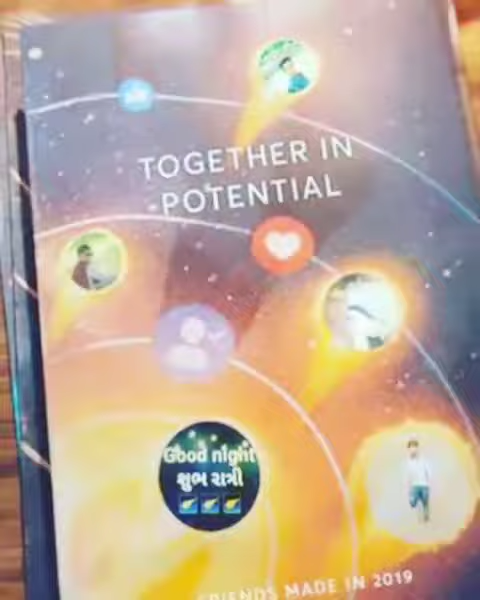 TOGETHER IN
POTENTIAL
Good night
શુભ રાત્રી
FRIENDS MADE IN 2019